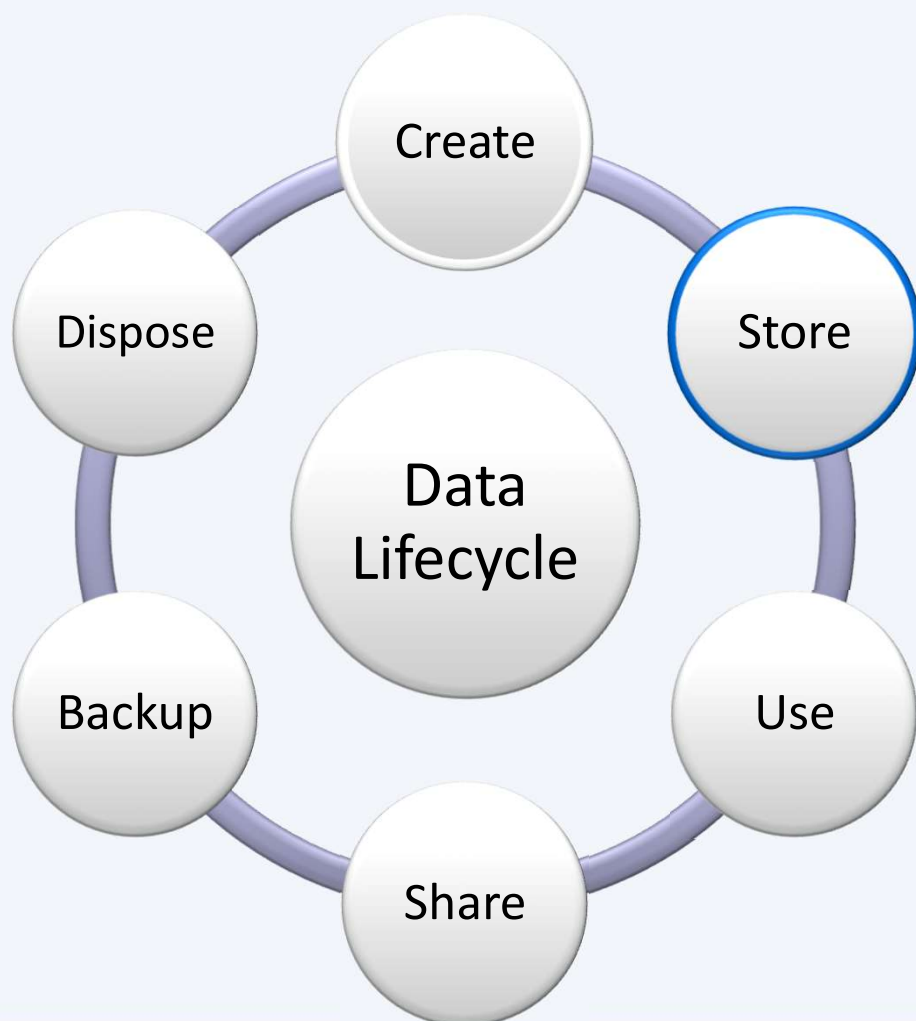 Create
Store
Use
Share
Backup
Dispose
Data
Lifecycle